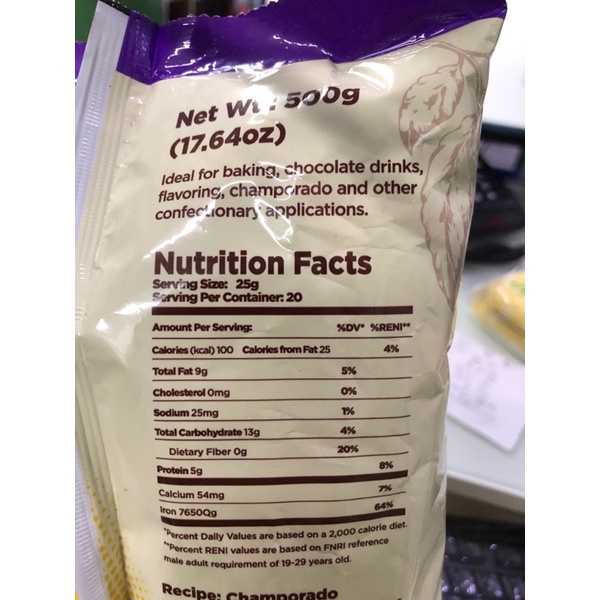 Net Wt : 500g
(17.64oz)
Ideal for baking, chocolate drinks,
flavoring, champorado and other
confectionary applications.
Nutrition Facts
Serving Size: 25g
Serving Per Container: 20
Amount Per Serving: %DV* %RENI**
Calories (kcal) 100 Calories from Fat 25 4%
Total Fat 9g 5%
Cholesterol 0mg 0%
Sodium 25mg 1%
Total Carbohydrate 13g 4%
Dietary Fiber 0g 20%
Protein 5g 8%
Calcium 54mg 7%
Iron 7650Qg 64%
*Percent Daily Values are based on a 2,000 calorie diet.
**Percent RENI values are based on FNRI reference
male adult requirement of 19-29 years old.
Recipe: Champorado